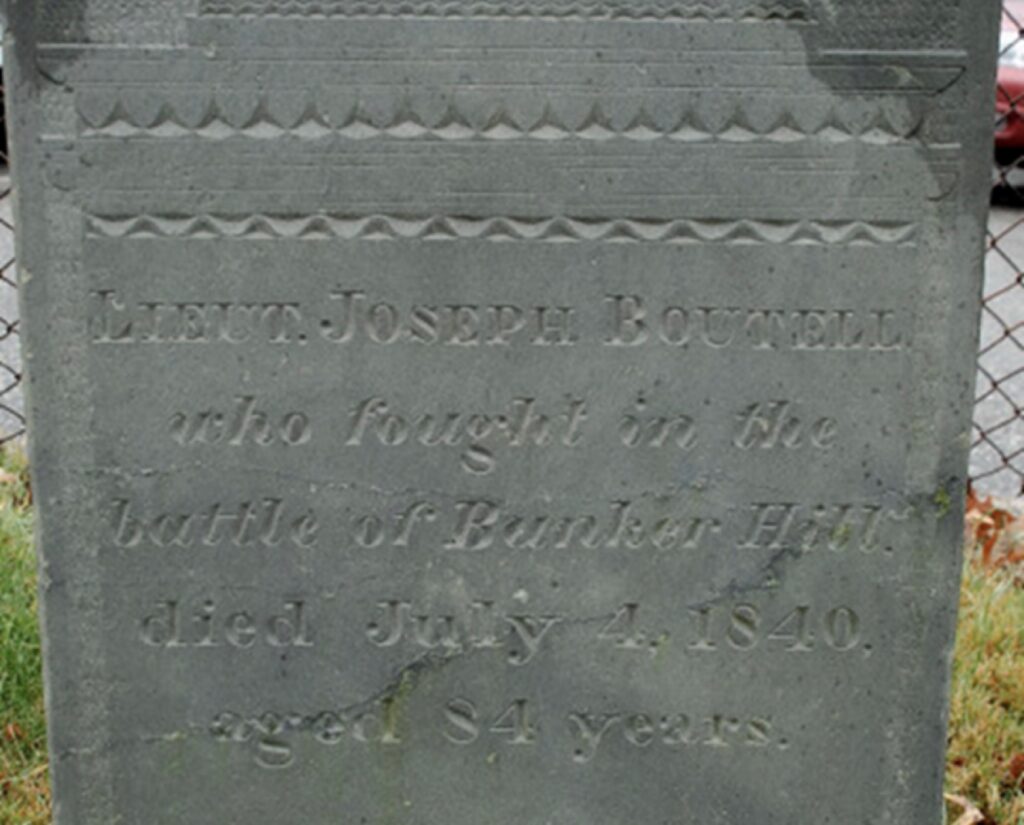 LIEUT. JOSEPH BOUTELL.
who fought in the
battle of Bunker Hill.
died July 4, 1840.
aged 84 years.